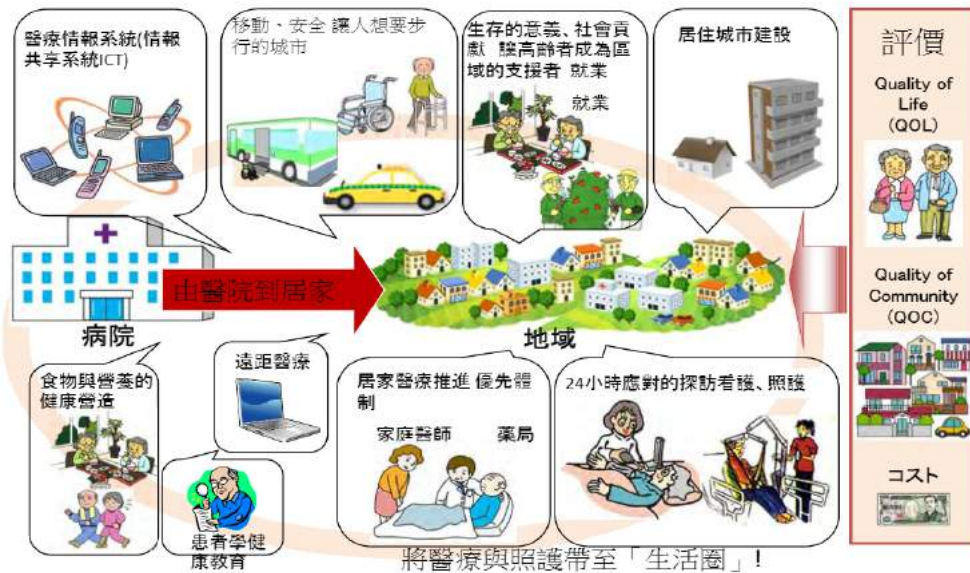 醫療情報系統(情報
共享系統ICT)
移動、安全 讓人想要步
行的城市
生存的意義、社會貢
獻 讓高齡者成為區
域的支援者 就業
就業
居住城市建設
評價
Quality of
Life
(QOL)
由醫院到居家
病院
地域
Quality of
Community
(QOC)
食物與營養的
健康營造
遠距醫療
居家醫療推進 優先體
制
家庭醫師
薬局
24小時應對的探訪看護、照護
コスト
患者學健
康教育
將醫療與照護帶至「生活圈」!